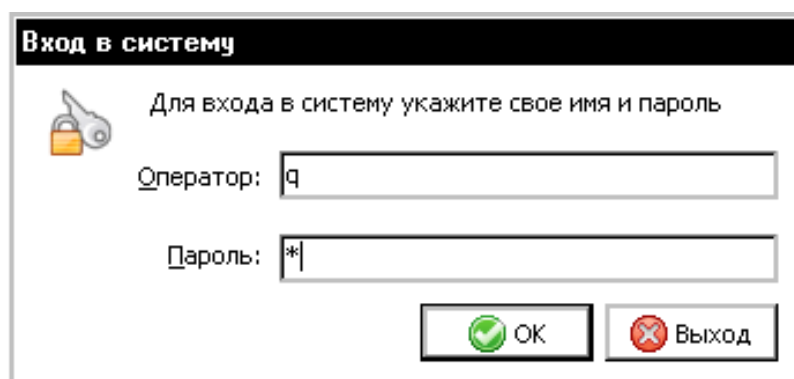 Вход в систему
Для входа в систему укажите свое имя и пароль
Оператор: q
Пароль: *
OK Выход